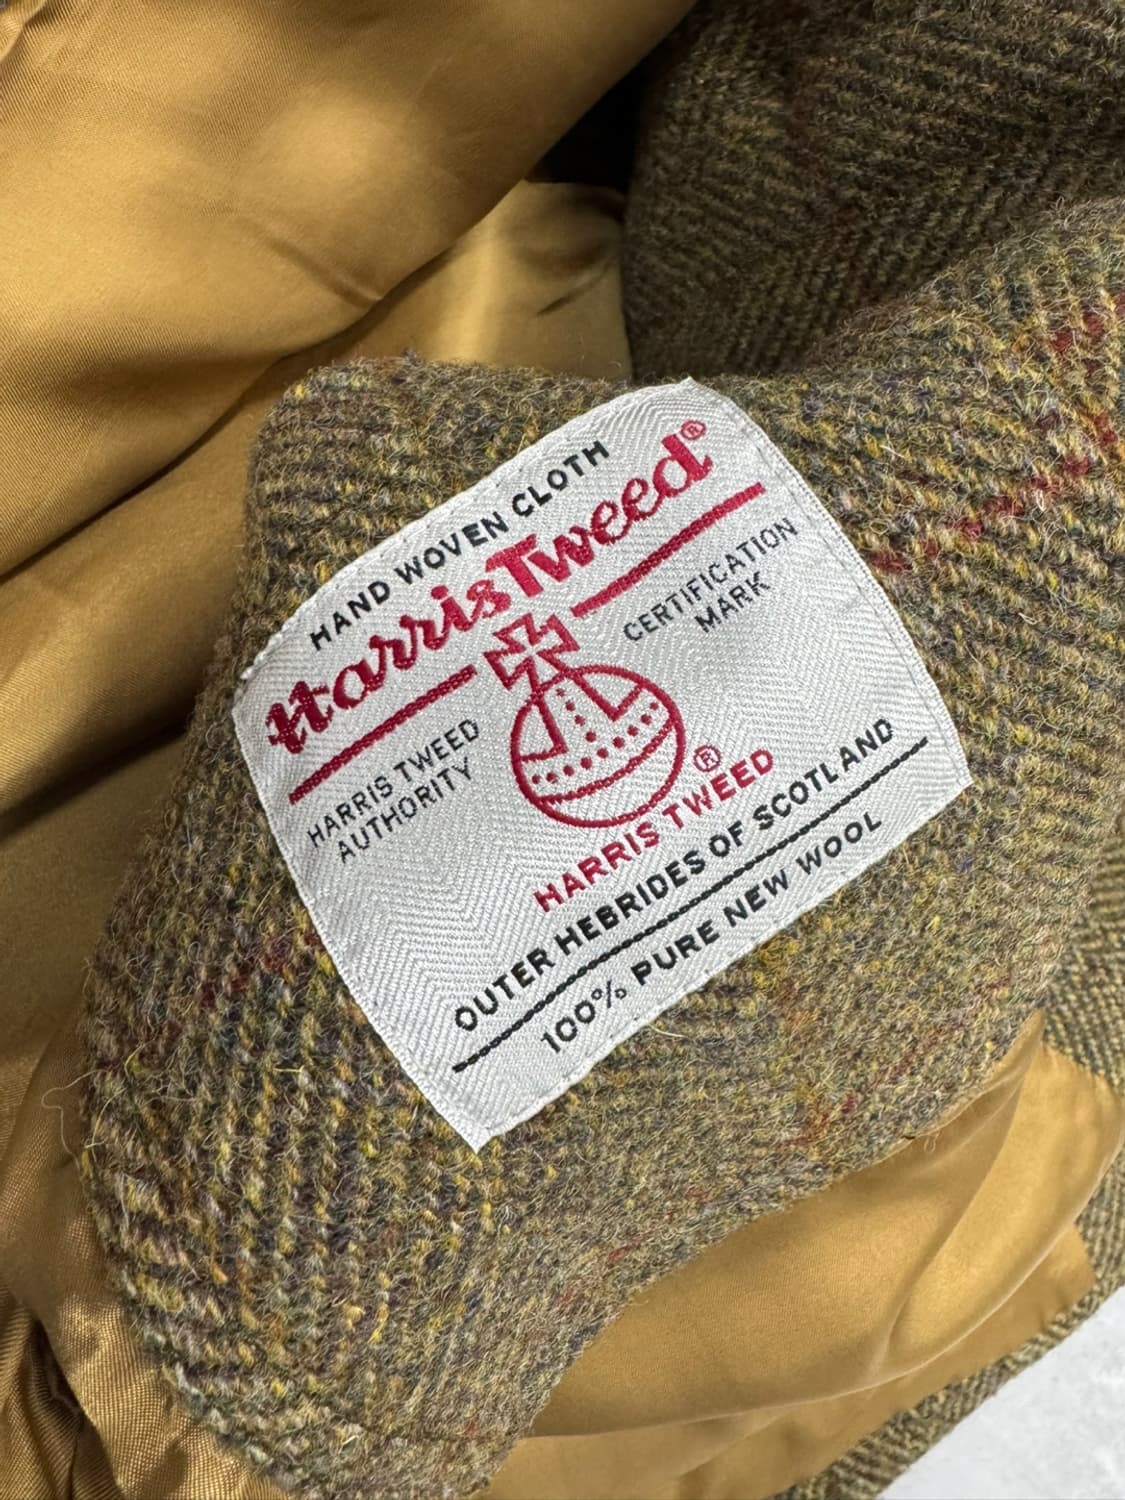 HAND WOVEN CLOTH
Harris Tweed®
CERTIFICATION
MARK
HARRIS TWEED
AUTHORITY
®
HARRIS TWEED
OUTER HEBRIDES OF SCOTLAND
100% PURE NEW WOOL